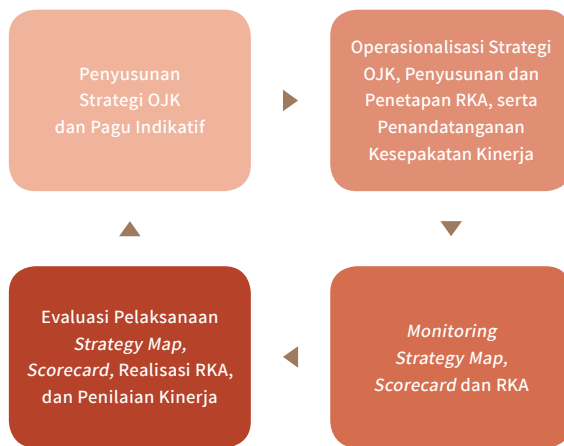 Penyusunan
Strategi OJK
dan Pagu Indikatif
Operasionalisasi Strategi
OJK, Penyusunan dan
Penetapan RKA, serta
Penandatanganan
Kesepakatan Kinerja
Monitoring
Strategy Map,
Scorecard dan RKA
Evaluasi Pelaksanaan
Strategy Map,
Scorecard, Realisasi RKA,
dan Penilaian Kinerja